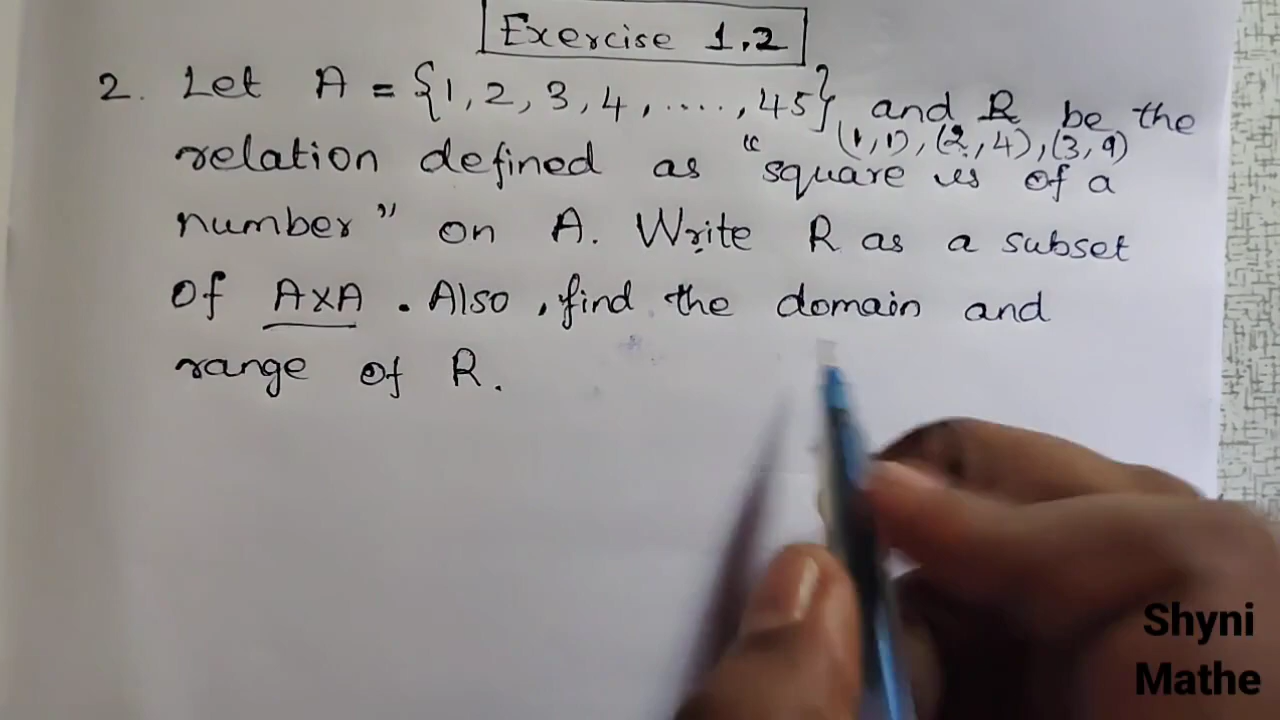 Exercise 1.2
2. Let A = {1, 2, 3, 4, ....., 45} and R be the
(1,1), (2,4), (3,9)
relation defined as "square is of a
number" on A. Write R as a subset
of A×A. Also, find the domain and
range of R.
Shyni
Mathe